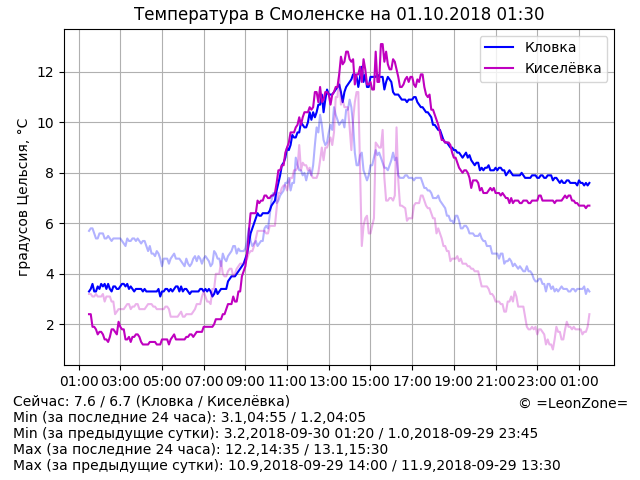 Температура в Смоленске на 01.10.2018 01:30
Кловка
Киселёвка
градусов Цельсия, °C
12
10
8
6
4
2
01:00 03:00 05:00 07:00 09:00 11:00 13:00 15:00 17:00 19:00 21:00 23:00 01:00
Сейчас: 7.6 / 6.7 (Кловка / Киселёвка)
© =LeonZone=
Min (за последние 24 часа): 3.1,04:55 / 1.2,04:05
Min (за предыдущие сутки): 3.2,2018-09-30 01:20 / 1.0,2018-09-29 23:45
Max (за последние 24 часа): 12.2,14:35 / 13.1,15:30
Max (за предыдущие сутки): 10.9,2018-09-29 14:00 / 11.9,2018-09-29 13:30